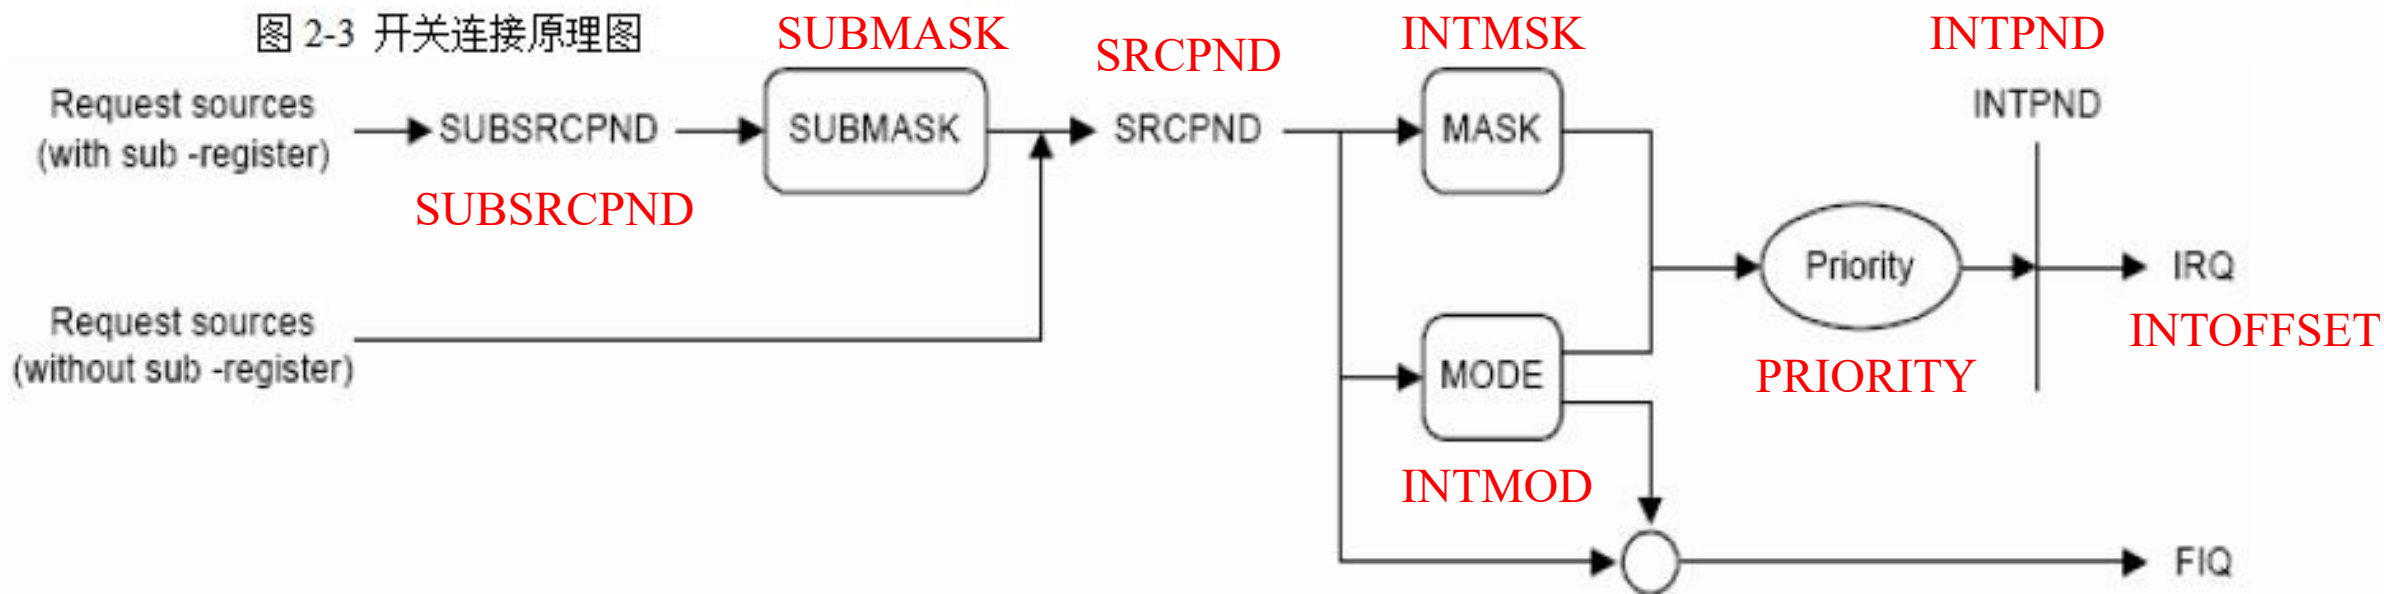 图 2-3 开关连接原理图
SUBMASK
SRCPND
INTMSK
INTPND
Request sources
(with sub -register)
SUBSRCPND
SUBMASK
SRCPND
MASK
INTPND
SUBSRCPND
Priority
IRQ
Request sources
(without sub -register)
INTOFFSET
MODE
PRIORITY
INTMOD
FIQ